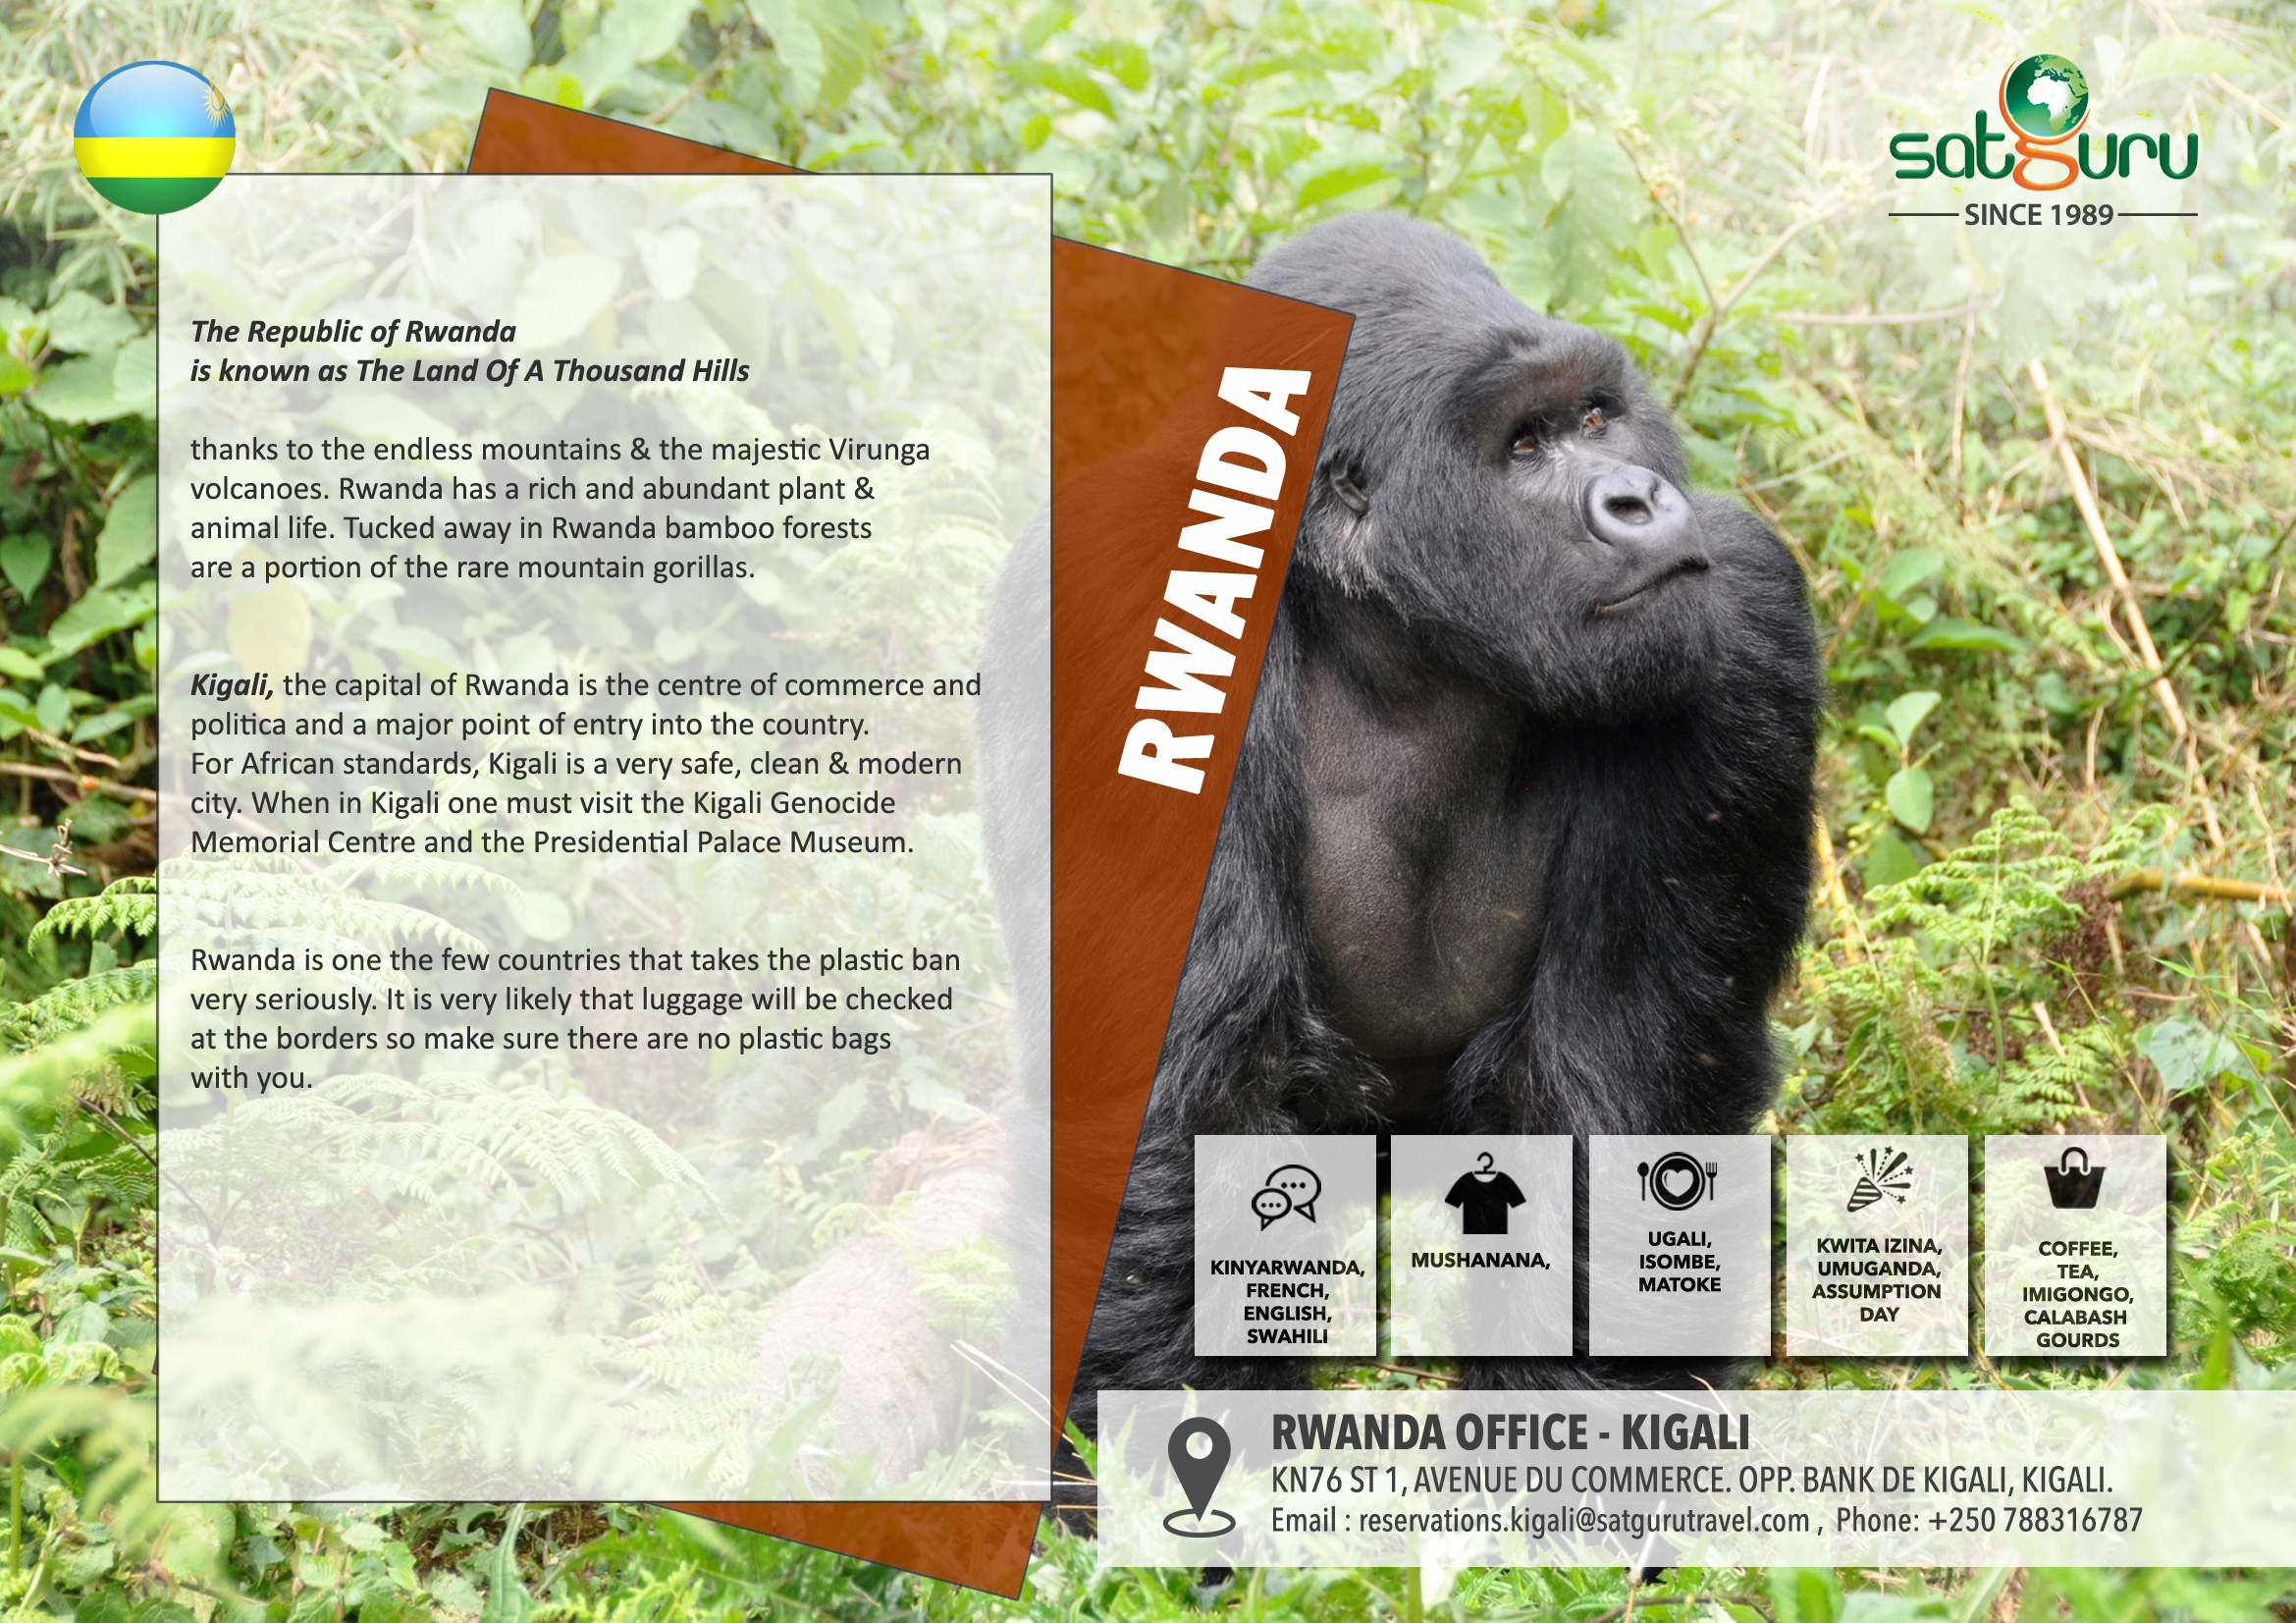 satguru
SINCE 1989
The Republic of Rwanda
is known as The Land Of A Thousand Hills
thanks to the endless mountains & the majestic Virunga
volcanoes. Rwanda has a rich and abundant plant &
animal life. Tucked away in Rwanda bamboo forests
are a portion of the rare mountain gorillas.
Kigali, the capital of Rwanda is the centre of commerce and
politica and a major point of entry into the country.
For African standards, Kigali is a very safe, clean & modern
city. When in Kigali one must visit the Kigali Genocide
Memorial Centre and the Presidential Palace Museum.
Rwanda is one the few countries that takes the plastic ban
very seriously. It is very likely that luggage will be checked
at the borders so make sure there are no plastic bags
with you.
RWANDA
KINYARWANDA,
FRENCH,
ENGLISH,
SWAHILI
MUSHANANA,
UGALI,
ISOMBE,
MATOKE
KWITA IZINA,
UMUGANDA,
ASSUMPTION
DAY
COFFEE,
TEA,
IMIGONGO,
CALABASH
GOURDS
RWANDA OFFICE - KIGALI
KN76 ST 1, AVENUE DU COMMERCE. OPP. BANK DE KIGALI, KIGALI.
Email : reservations.kigali@satgurutravel.com , Phone: +250 788316787